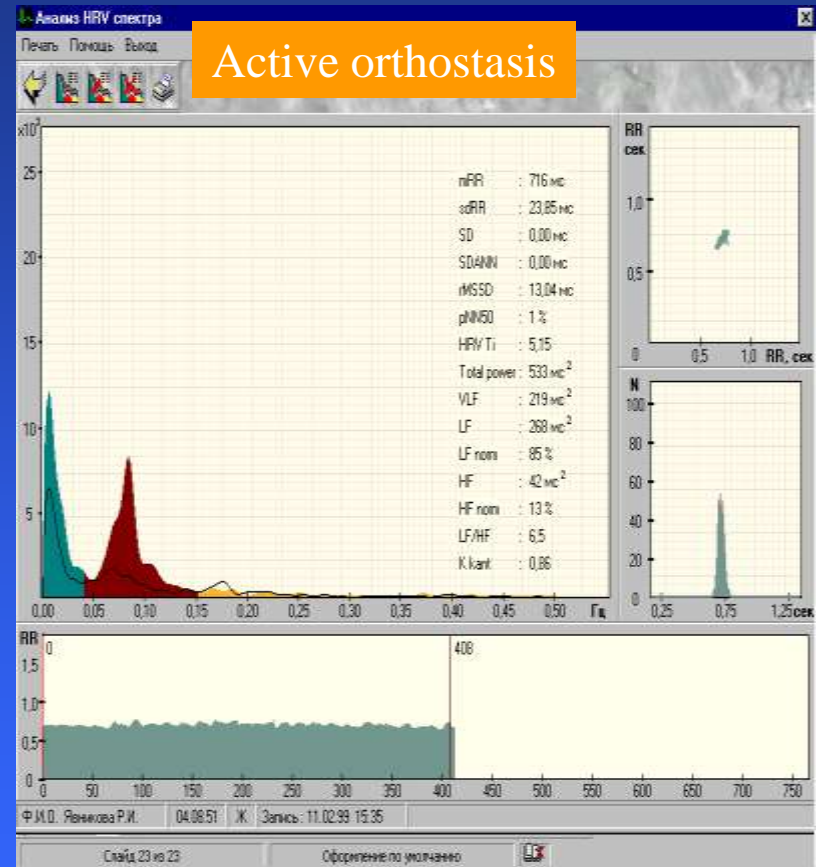 Анализ HRV спектра
Active orthostasis
Печать Помощь Выход
x10³
25
20
15
10
5
0,00 0,05 0,10 0,15 0,20 0,25 0,30 0,35 0,40 0,45 0,50 Гц
mRR : 716 мс
sdRR : 23,85 мс
SD : 0,00 мс
SDANN : 0,00 мс
rMSSD : 13,04 мс
pNN50 : 1 %
HRV Ti : 5,15
Total power : 533 мс²
VLF : 219 мс²
LF : 268 мс²
LF nom : 85 %
HF : 42 мс²
HF nom : 13 %
LF/HF : 6,5
K kant : 0,86
RR
сек
1,0
0,5
0 0,5 1,0 RR, сек
N
100
80
60
40
20
0
0,25 0,75 1,25 сек
RR
0 408
1,5
1,0
0,5
0
0 50 100 150 200 250 300 350 400 450 500 550 600 650 700 750
Ф.И.О. Р.И. 04.08.51 Ж Запись: 11.02.99 15:35
Слайд 23 из 23 Оформление по умолчанию